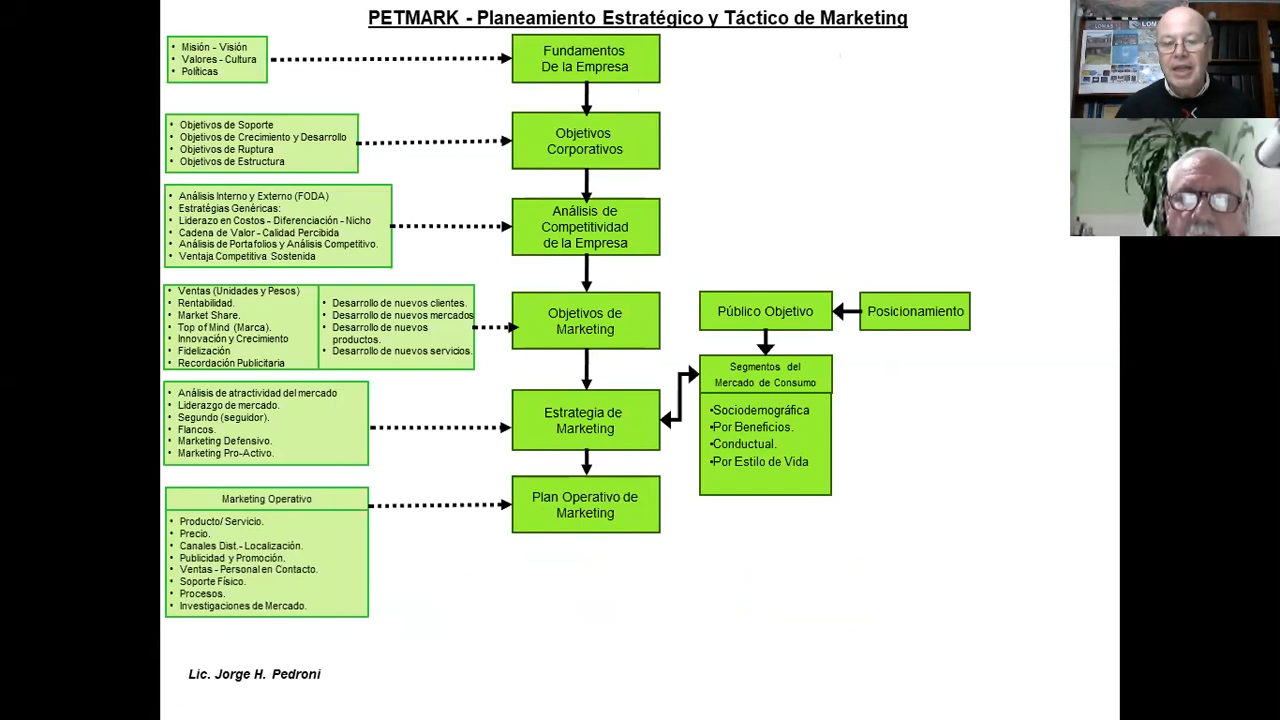 PETMARK - Planeamiento Estratégico y Táctico de Marketing
• Misión - Visión
• Valores - Cultura
• Políticas
Fundamentos
De la Empresa
• Objetivos de Soporte
• Objetivos de Crecimiento y Desarrollo
• Objetivos de Ruptura
• Objetivos de Estructura
Objetivos
Corporativos
• Análisis Interno y Externo (FODA)
• Estratégias Genéricas:
• Liderazo en Costos - Diferenciación - Nicho
• Cadena de Valor - Calidad Percibida
• Análisis de Portafolios y Análisis Competitivo.
• Ventaja Competitiva Sostenida
Análisis de
Competitividad
de la Empresa
• Ventas (Unidades y Pesos)
• Rentabilidad.
• Market Share.
• Top of Mind (Marca).
• Innovación y Crecimiento
• Fidelización
• Recordación Publicitaria
• Desarrollo de nuevos clientes.
• Desarrollo de nuevos mercados
• Desarrollo de nuevos
productos.
• Desarrollo de nuevos servicios.
Objetivos de
Marketing
Público Objetivo
Posicionamiento
Segmentos del
Mercado de Consumo
•Sociodemográfica
•Por Beneficios.
•Conductual.
•Por Estilo de Vida
• Análisis de atractividad del mercado
• Liderazgo de mercado.
• Segundo (seguidor).
• Flancos.
• Marketing Defensivo.
• Marketing Pro-Activo.
Estrategia de
Marketing
Marketing Operativo
• Producto/ Servicio.
• Precio.
• Canales Dist.- Localización.
• Publicidad y Promoción.
• Ventas - Personal en Contacto.
• Soporte Físico.
• Procesos.
• Investigaciones de Mercado.
Plan Operativo de
Marketing
Lic. Jorge H. Pedroni